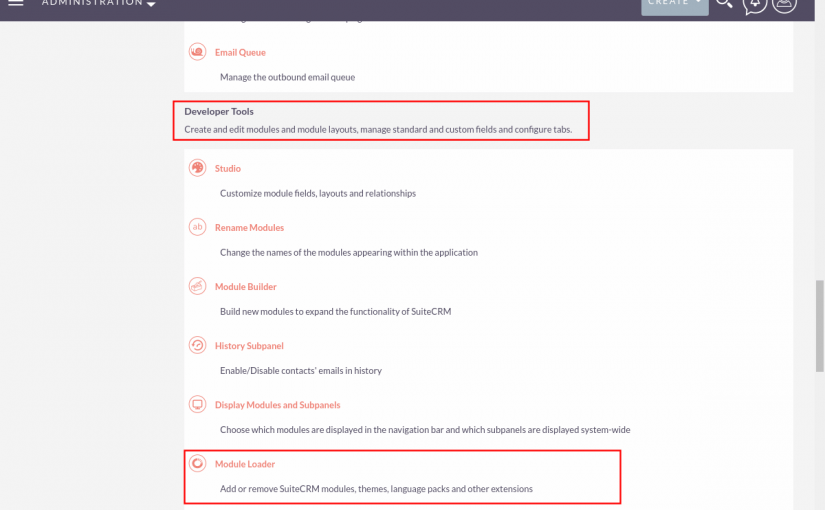 ADMINISTRATION
CREATE
Email Queue
Manage the outbound email queue
Developer Tools
Create and edit modules and module layouts, manage standard and custom fields and configure tabs.
Studio
Customize module fields, layouts and relationships
ab
Rename Modules
Change the names of the modules appearing within the application
Module Builder
Build new modules to expand the functionality of SuiteCRM
History Subpanel
Enable/Disable contacts' emails in history
Display Modules and Subpanels
Choose which modules are displayed in the navigation bar and which subpanels are displayed system-wide
Module Loader
Add or remove SuiteCRM modules, themes, language packs and other extensions